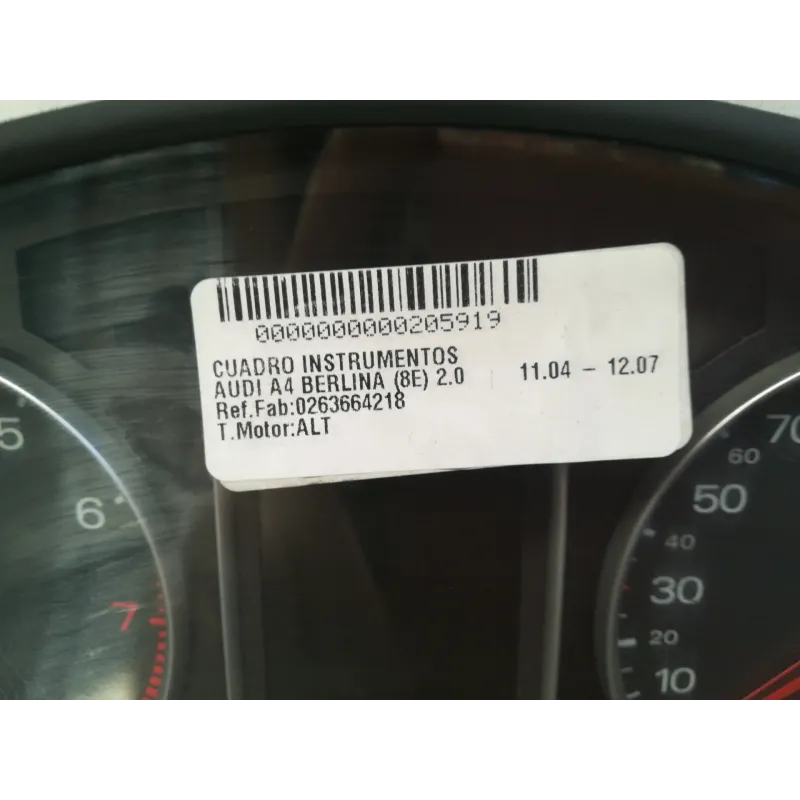 0000000000205919
CUADRO INSTRUMENTOS
AUDI A4 BERLINA (8E) 2.0 11.04 - 12.07
Ref.Fab:0263664218
T.Motor:ALT
5
6
7
70
60
50
40
30
20
10